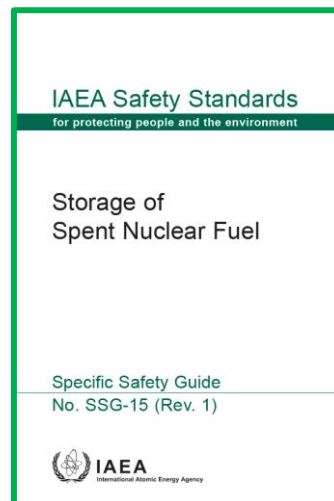 IAEA Safety Standards
for protecting people and the environment
Storage of
Spent Nuclear Fuel
Specific Safety Guide
No. SSG-15 (Rev. 1)
IAEA
International Atomic Energy Agency